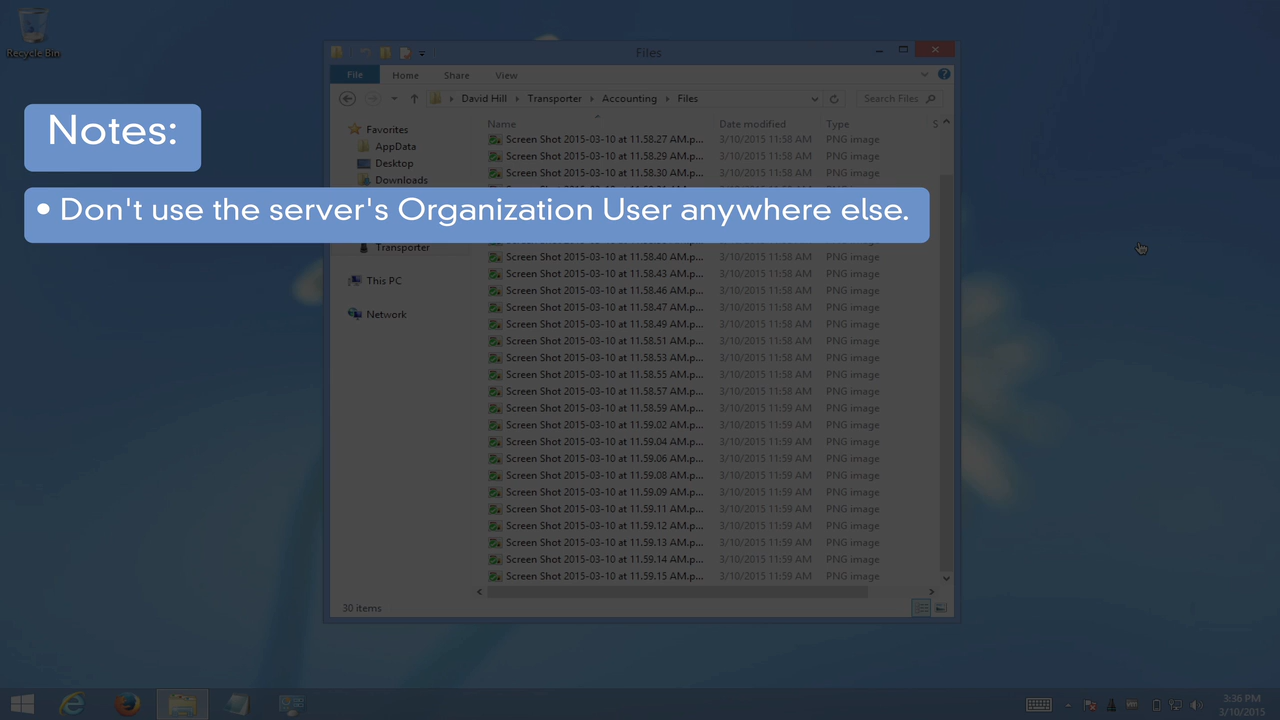 Recycle Bin
Files
File Home Share View
David Hill Transporter Accounting Files
Search Files
Notes:
• Don't use the server's Organization User anywhere else.
Favorites
AppData
Desktop
Downloads
Transporter
This PC
Network
Name Date modified Type S
Screen Shot 2015-03-10 at 11.58.27 AM.p... 3/10/2015 11:58 AM PNG image
Screen Shot 2015-03-10 at 11.58.29 AM.p... 3/10/2015 11:58 AM PNG image
Screen Shot 2015-03-10 at 11.58.30 AM.p... 3/10/2015 11:58 AM PNG image
Screen Shot 2015-03-10 at 11.58.40 AM.p... 3/10/2015 11:58 AM PNG image
Screen Shot 2015-03-10 at 11.58.43 AM.p... 3/10/2015 11:58 AM PNG image
Screen Shot 2015-03-10 at 11.58.46 AM.p... 3/10/2015 11:58 AM PNG image
Screen Shot 2015-03-10 at 11.58.47 AM.p... 3/10/2015 11:58 AM PNG image
Screen Shot 2015-03-10 at 11.58.49 AM.p... 3/10/2015 11:58 AM PNG image
Screen Shot 2015-03-10 at 11.58.51 AM.p... 3/10/2015 11:58 AM PNG image
Screen Shot 2015-03-10 at 11.58.53 AM.p... 3/10/2015 11:58 AM PNG image
Screen Shot 2015-03-10 at 11.58.55 AM.p... 3/10/2015 11:58 AM PNG image
Screen Shot 2015-03-10 at 11.58.57 AM.p... 3/10/2015 11:58 AM PNG image
Screen Shot 2015-03-10 at 11.58.59 AM.p... 3/10/2015 11:59 AM PNG image
Screen Shot 2015-03-10 at 11.59.02 AM.p... 3/10/2015 11:59 AM PNG image
Screen Shot 2015-03-10 at 11.59.04 AM.p... 3/10/2015 11:59 AM PNG image
Screen Shot 2015-03-10 at 11.59.06 AM.p... 3/10/2015 11:59 AM PNG image
Screen Shot 2015-03-10 at 11.59.08 AM.p... 3/10/2015 11:59 AM PNG image
Screen Shot 2015-03-10 at 11.59.09 AM.p... 3/10/2015 11:59 AM PNG image
Screen Shot 2015-03-10 at 11.59.11 AM.p... 3/10/2015 11:59 AM PNG image
Screen Shot 2015-03-10 at 11.59.12 AM.p... 3/10/2015 11:59 AM PNG image
Screen Shot 2015-03-10 at 11.59.13 AM.p... 3/10/2015 11:59 AM PNG image
Screen Shot 2015-03-10 at 11.59.14 AM.p... 3/10/2015 11:59 AM PNG image
Screen Shot 2015-03-10 at 11.59.15 AM.p... 3/10/2015 11:59 AM PNG image
30 items
3:36 PM
3/10/2015